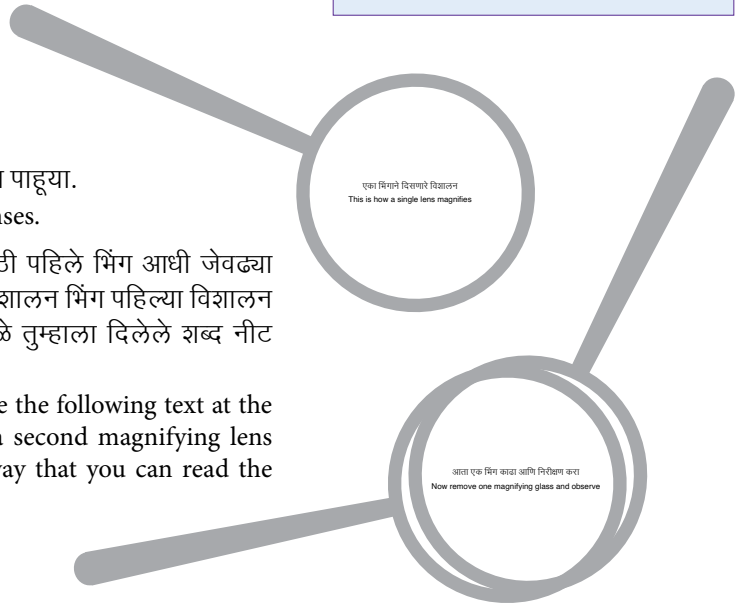 पाहूया.
nses.
ठी पहिले भिंग आधी जेवढ्या
शालन भिंग पहिल्या विशालन
ळे तुम्हाला दिलेले शब्द नीट
e the following text at the
a second magnifying lens
vay that you can read the
एका भिंगाने दिसणारे विशालन
This is how a single lens magnifies
आता एक भिंग काढा आणि निरीक्षण करा
Now remove one magnifying glass and observe